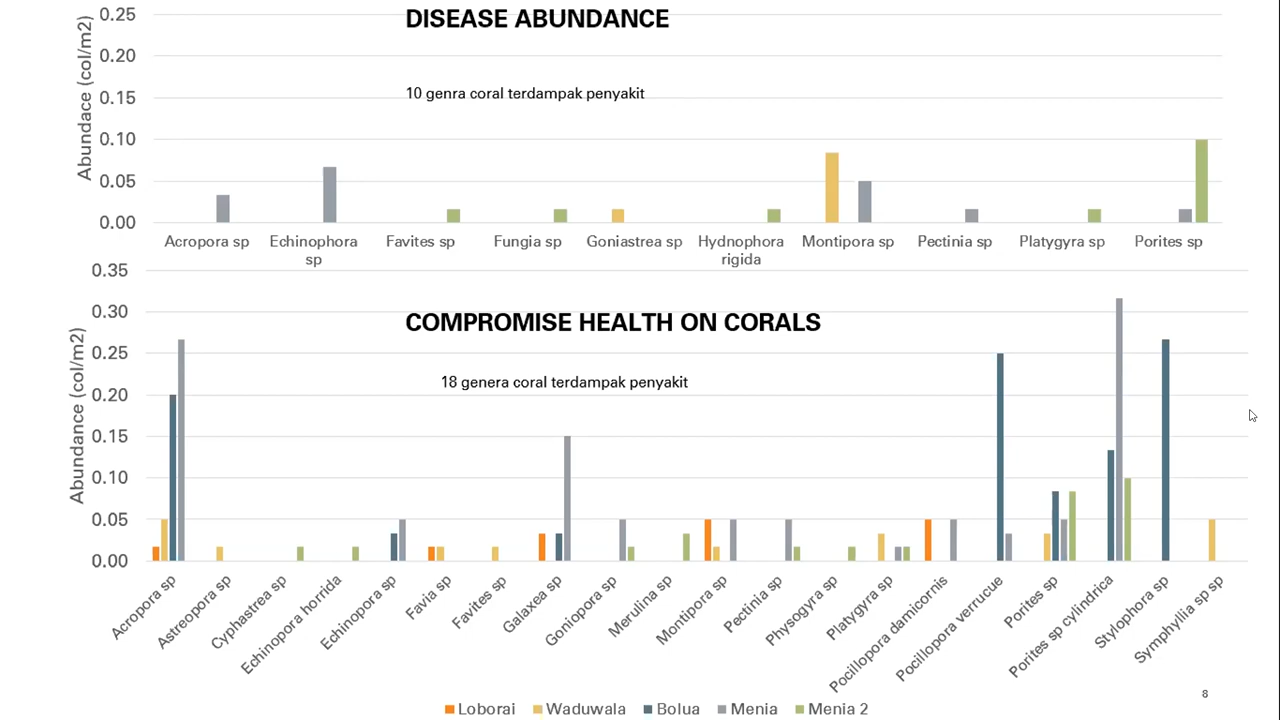 0.25
DISEASE ABUNDANCE
0.20
10 genra coral terdampak penyakit
0.15
0.10
0.05
0.00
Abundace (col/m2)
Acropora sp
Echinophora sp
Favites sp
Fungia sp
Goniastrea sp
Hydnophora rigida
Montipora sp
Pectinia sp
Platygyra sp
Porites sp
0.35
0.30
COMPROMISE HEALTH ON CORALS
0.25
18 genera coral terdampak penyakit
0.20
0.15
0.10
0.05
0.00
Abundance (col/m2)
Acropora sp
Astreopora sp
Cyphastrea sp
Echinopora horrida
Echinopora sp
Favia sp
Favites sp
Galaxea sp
Goniopora sp
Merulina sp
Montipora sp
Pectinia sp
Physogyra sp
Platygyra sp
Pocillopora damicornis
Pocillopora verrucue
Porites sp
Porites sp cylindrica
Stylophora sp
Symphyllia sp sp
Loborai
Waduwala
Bolua
Menia
Menia 2
8